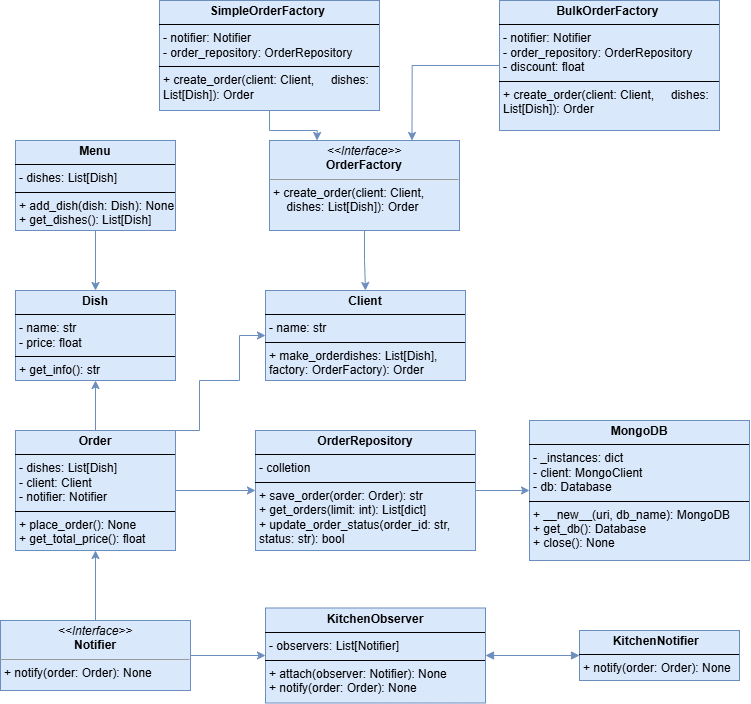 SimpleOrderFactory
- notifier: Notifier
- order_repository: OrderRepository
+ create_order(client: Client, dishes:
List[Dish]): Order
BulkOrderFactory
- notifier: Notifier
- order_repository: OrderRepository
- discount: float
+ create_order(client: Client, dishes:
List[Dish]): Order
Menu
- dishes: List[Dish]
+ add_dish(dish: Dish): None
+ get_dishes(): List[Dish]
<<Interface>>
OrderFactory
+ create_order(client: Client,
dishes: List[Dish]): Order
Dish
- name: str
- price: float
+ get_info(): str
Client
- name: str
+ make_orderdishes: List[Dish],
factory: OrderFactory): Order
Order
- dishes: List[Dish]
- client: Client
- notifier: Notifier
+ place_order(): None
+ get_total_price(): float
OrderRepository
- colletion
+ save_order(order: Order): str
+ get_orders(limit: int): List[dict]
+ update_order_status(order_id: str,
status: str): bool
MongoDB
- _instances: dict
- client: MongoClient
- db: Database
+ __new__(uri, db_name): MongoDB
+ get_db(): Database
+ close(): None
<<Interface>>
Notifier
+ notify(order: Order): None
KitchenObserver
- observers: List[Notifier]
+ attach(observer: Notifier): None
+ notify(order: Order): None
KitchenNotifier
+ notify(order: Order): None